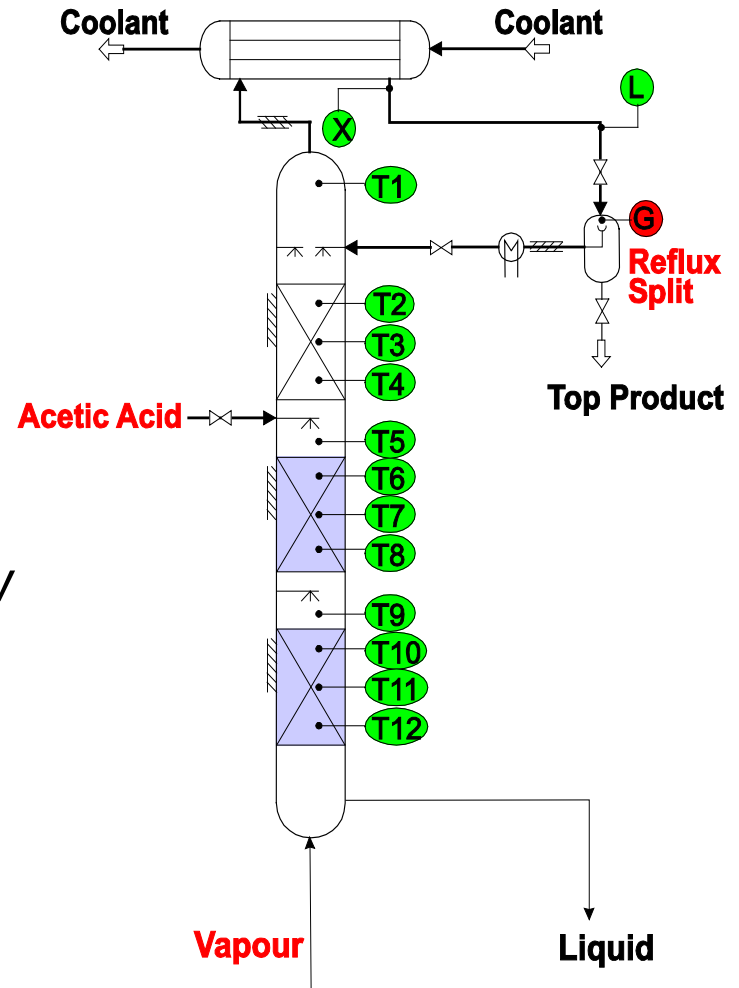 Coolant
Coolant
L
X
T1
G
Reflux
Split
T2
T3
T4
Top Product
Acetic Acid
T5
T6
T7
T8
T9
T10
T11
T12
Vapour
Liquid